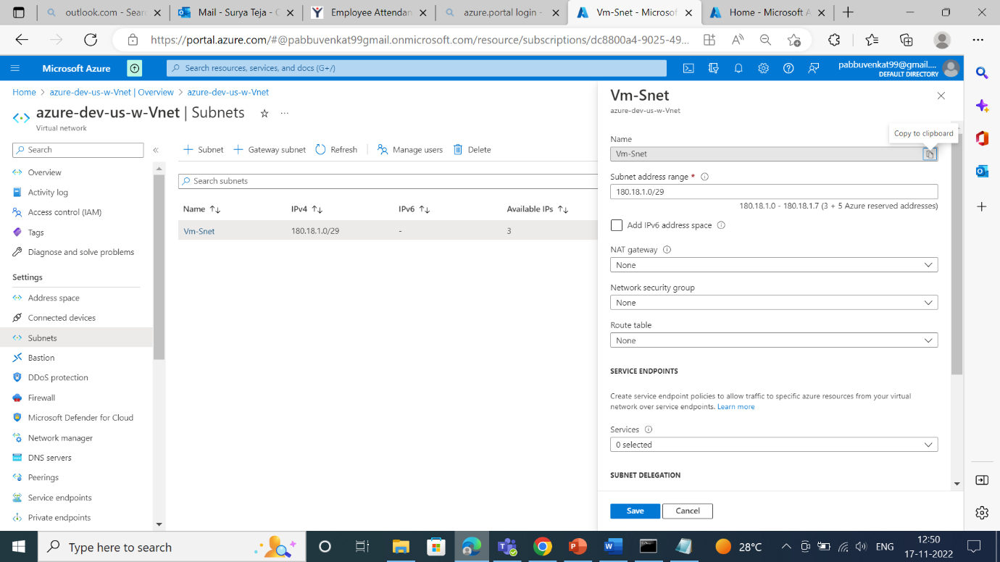 outlook.com - Sear
Mail - Surya Teja - C
Employee Attendan
azure.portal login -
Vm-Snet - Microsof
Home - Microsoft A
https://portal.azure.com/#@pabbuvenkat99gmail.onmicrosoft.com/resource/subscriptions/dc8800a4-9025-49...
Microsoft Azure
Search resources, services, and docs (G+/)
pabbuvenkat99@gmail....
DEFAULT DIRECTORY
Home > azure-dev-us-w-Vnet | Overview > azure-dev-us-w-Vnet
azure-dev-us-w-Vnet | Subnets
Virtual network
Search
Overview
Activity log
Access control (IAM)
Tags
Diagnose and solve problems
Settings
Address space
Connected devices
Subnets
Bastion
DDoS protection
Firewall
Microsoft Defender for Cloud
Network manager
DNS servers
Peerings
Service endpoints
Private endpoints
+ Subnet + Gateway subnet Refresh Manage users Delete
Search subnets
Name IPv4 IPv6 Available IPs
Vm-Snet 180.18.1.0/29 - 3
Vm-Snet
azure-dev-us-w-Vnet
Copy to clipboard
Name
Vm-Snet
Subnet address range *
180.18.1.0/29
180.18.1.0 - 180.18.1.7 (3 + 5 Azure reserved addresses)
Add IPv6 address space
NAT gateway
None
Network security group
None
Route table
None
SERVICE ENDPOINTS
Create service endpoint policies to allow traffic to specific azure resources from your virtual
network over service endpoints. Learn more
Services
0 selected
SUBNET DELEGATION
Save Cancel
Type here to search
28°C
ENG
12:50
17-11-2022